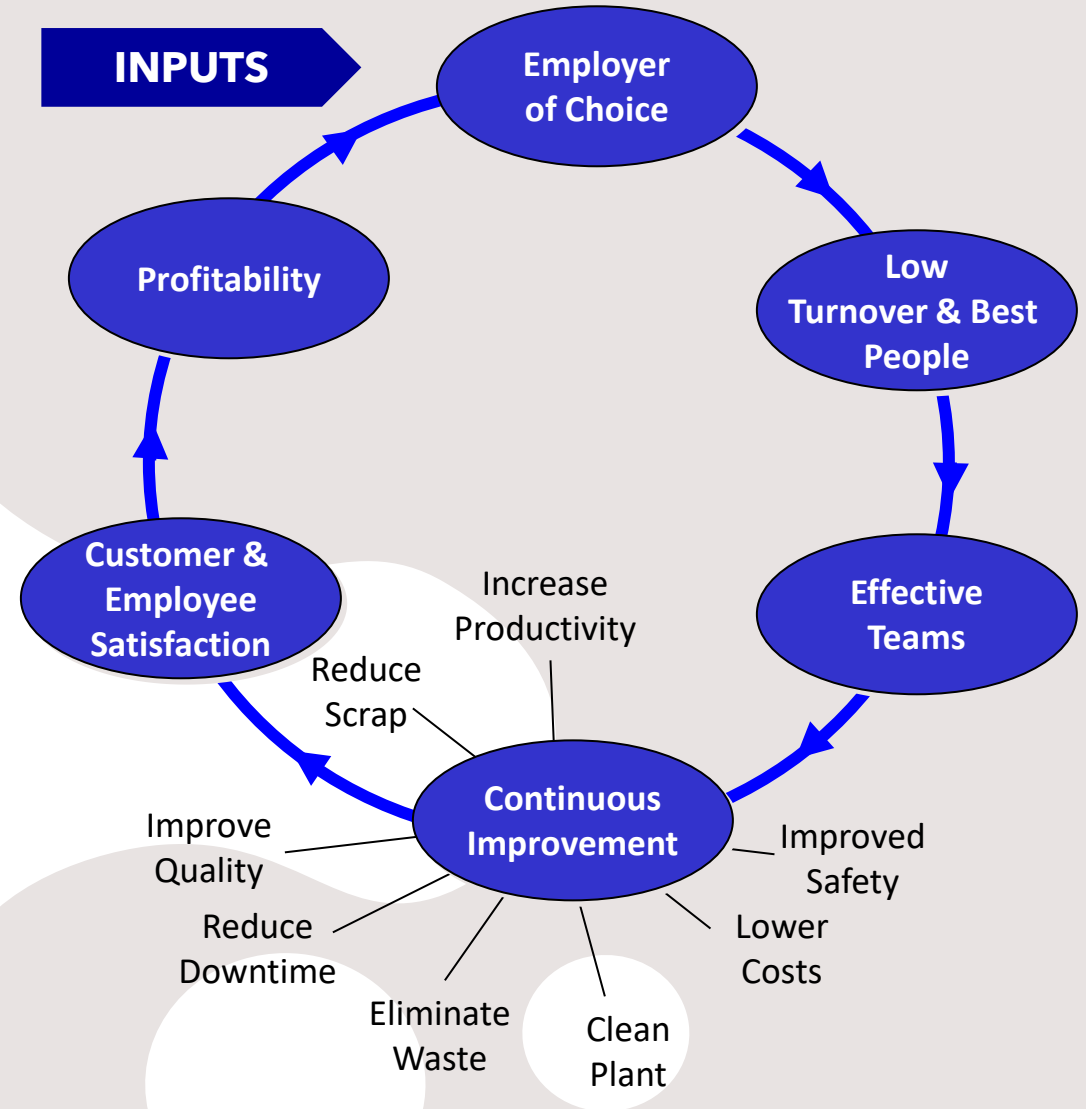 INPUTS
Employer
of Choice
Profitability
Low
Turnover & Best
People
Customer &
Employee
Satisfaction
Effective
Teams
Increase
Productivity
Reduce
Scrap
Continuous
Improvement
Improve
Quality
Improved
Safety
Reduce
Downtime
Lower
Costs
Eliminate
Waste
Clean
Plant